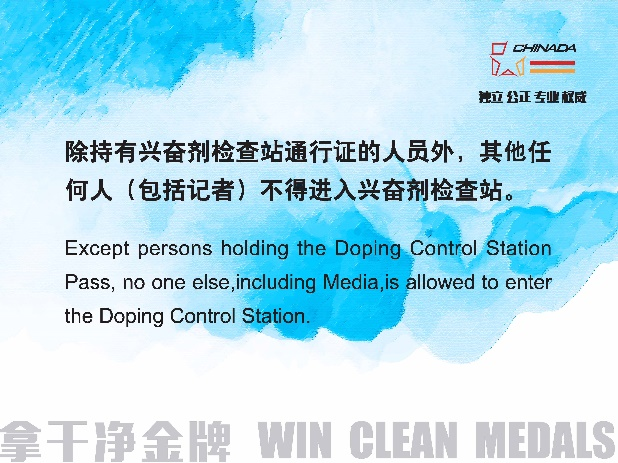 CHINADA
独立 公正 专业 权威
除持有兴奋剂检查站通行证的人员外，其他任
何人（包括记者）不得进入兴奋剂检查站。
Except persons holding the Doping Control Station
Pass, no one else,including Media,is allowed to enter
the Doping Control Station.
拿干净金牌 WIN CLEAN MEDALS